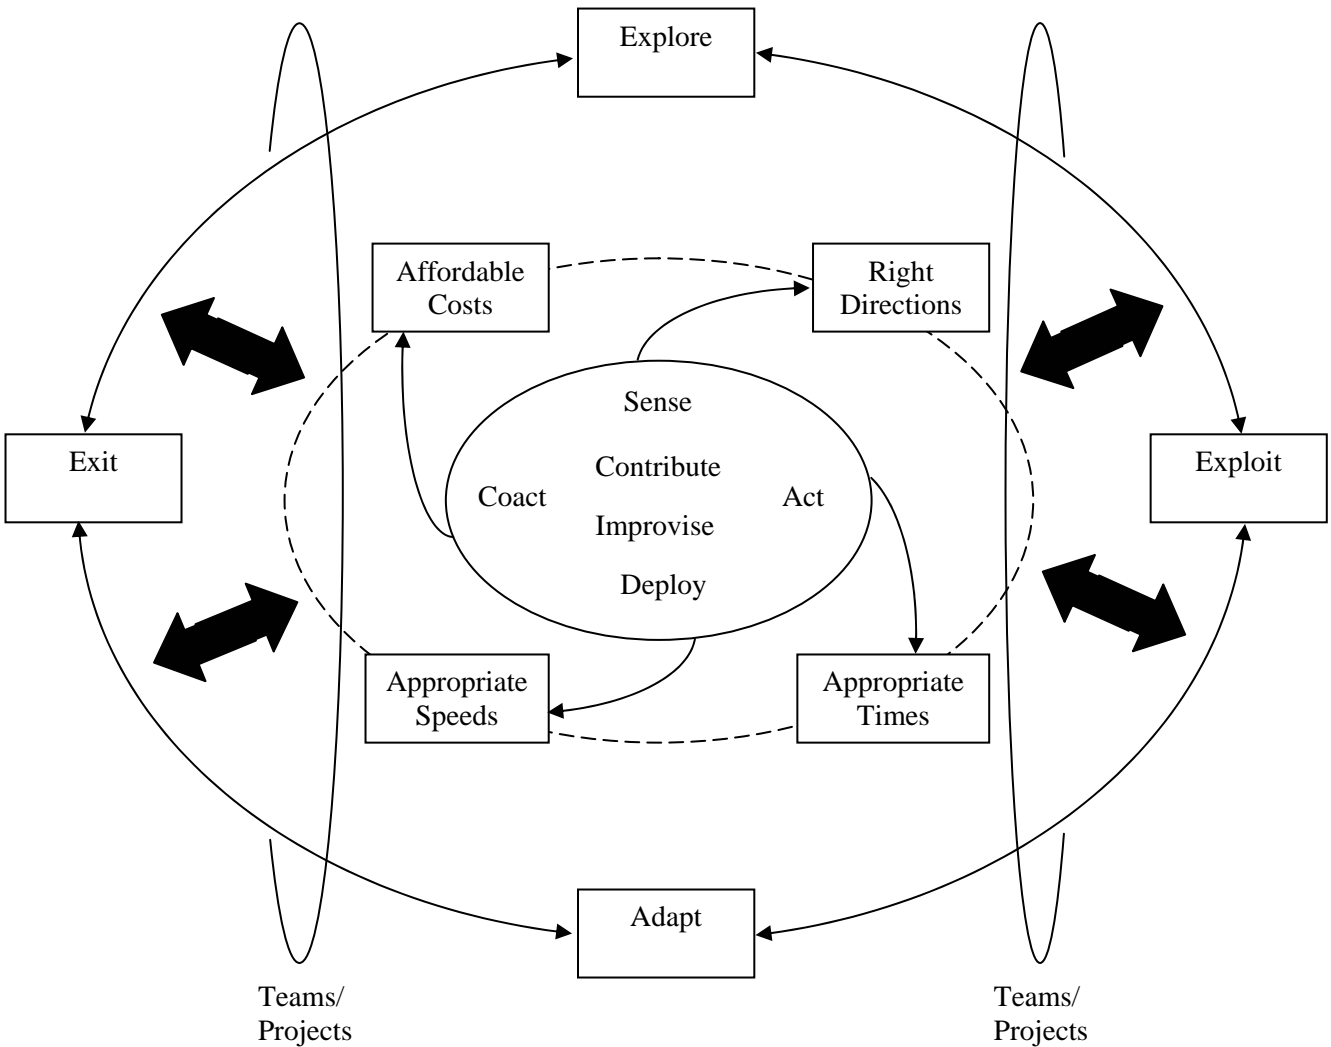 Explore
Affordable
Costs
Right
Directions
Sense
Exit
Contribute
Exploit
Coact
Act
Improvise
Deploy
Appropriate
Speeds
Appropriate
Times
Adapt
Teams/
Projects
Teams/
Projects